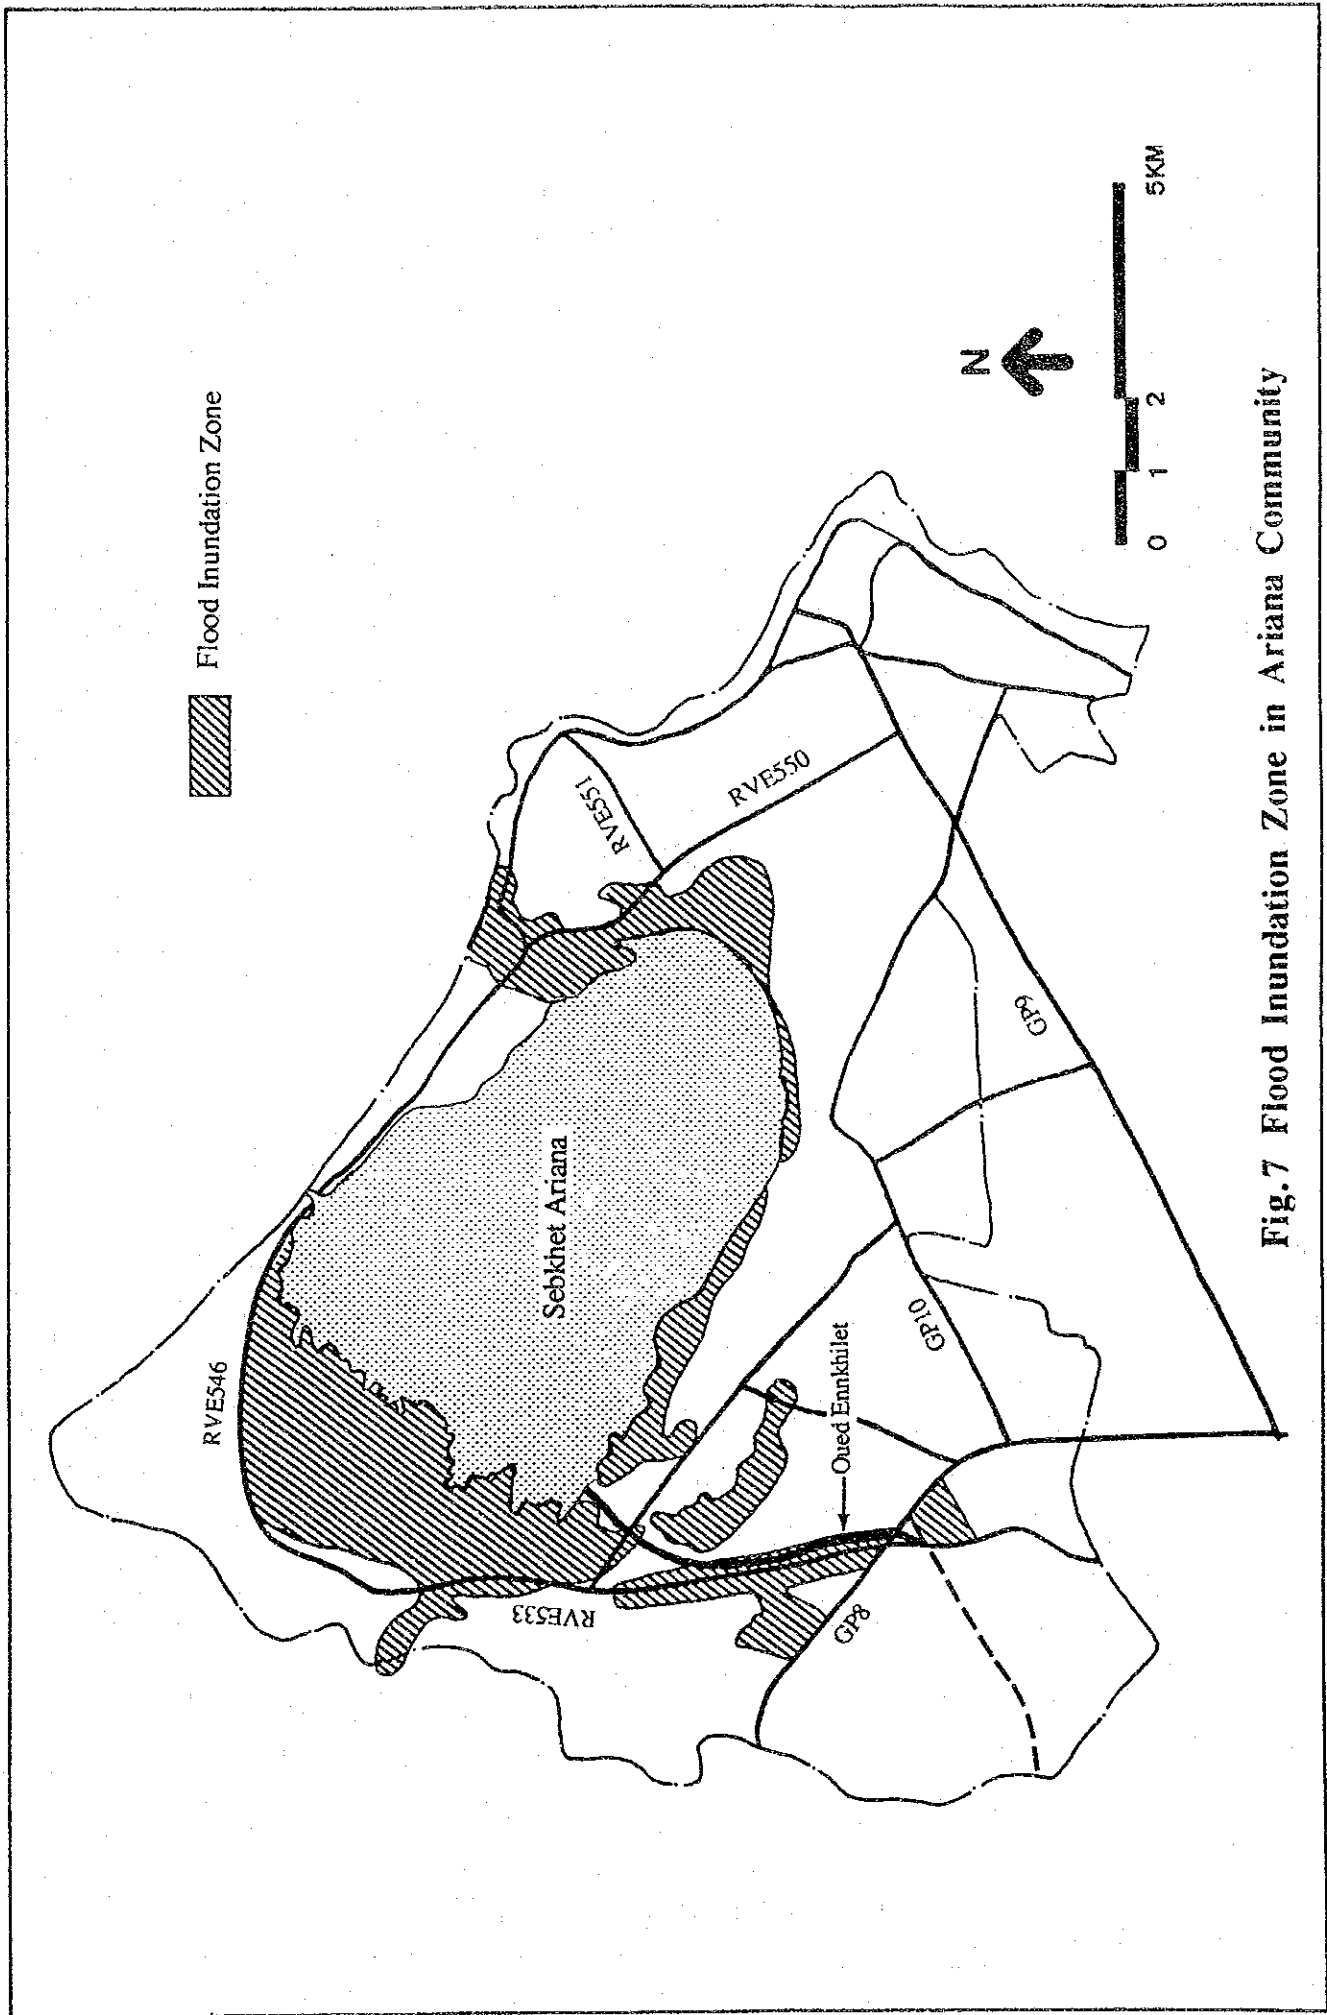 Flood Inundation Zone
RVE546
Sebkhet Ariana
RVE551
RVE550
RVE533
Oued Ennkhilet
GP8
GP10
GP9
N
0 1 2 5KM
Fig.7 Flood Inundation Zone in Ariana Community